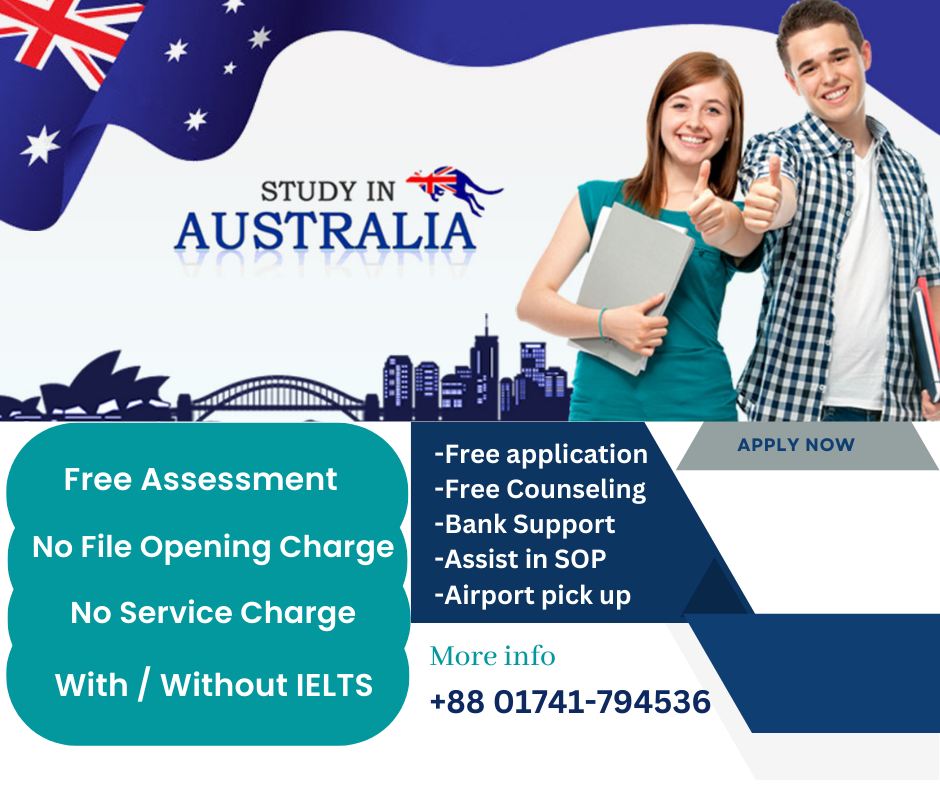 STUDY IN
AUSTRALIA
Free Assessment
No File Opening Charge
No Service Charge
With / Without IELTS
-Free application
-Free Counseling
-Bank Support
-Assist in SOP
-Airport pick up
APPLY NOW
More info
+88 01741-794536